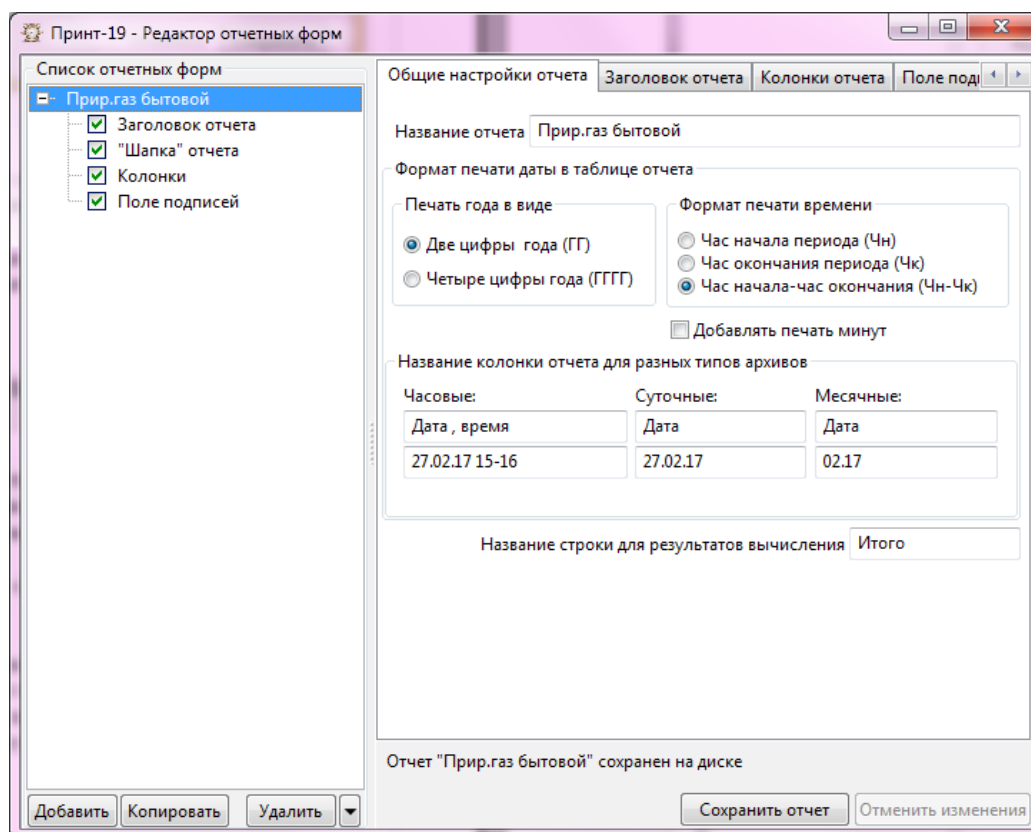 Принт-19 - Редактор отчетных форм
Список отчетных форм
Прир.газ бытовой
Заголовок отчета
"Шапка" отчета
Колонки
Поле подписей
Добавить Копировать Удалить
Общие настройки отчета Заголовок отчета Колонки отчета Поле под
Название отчета Прир.газ бытовой
Формат печати даты в таблице отчета
Печать года в виде
Две цифры года (ГГ)
Четыре цифры года (ГГГГ)
Формат печати времени
Час начала периода (Чн)
Час окончания периода (Чк)
Час начала-час окончания (Чн-Чк)
Добавлять печать минут
Название колонки отчета для разных типов архивов
Часовые: Суточные: Месячные:
Дата , время Дата Дата
27.02.17 15-16 27.02.17 02.17
Название строки для результатов вычисления Итого
Отчет "Прир.газ бытовой" сохранен на диске
Сохранить отчет Отменить изменения